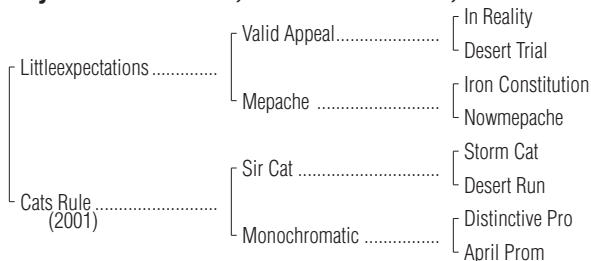 In Reality
Valid Appeal....................
Desert Trial
Littleexpectations .............
Iron Constitution
Mepache ........................
Nowmepache
Storm Cat
Sir Cat ...........................
Desert Run
Cats Rule ........................
(2001)
Distinctive Pro
Monochromatic ...............
April Prom